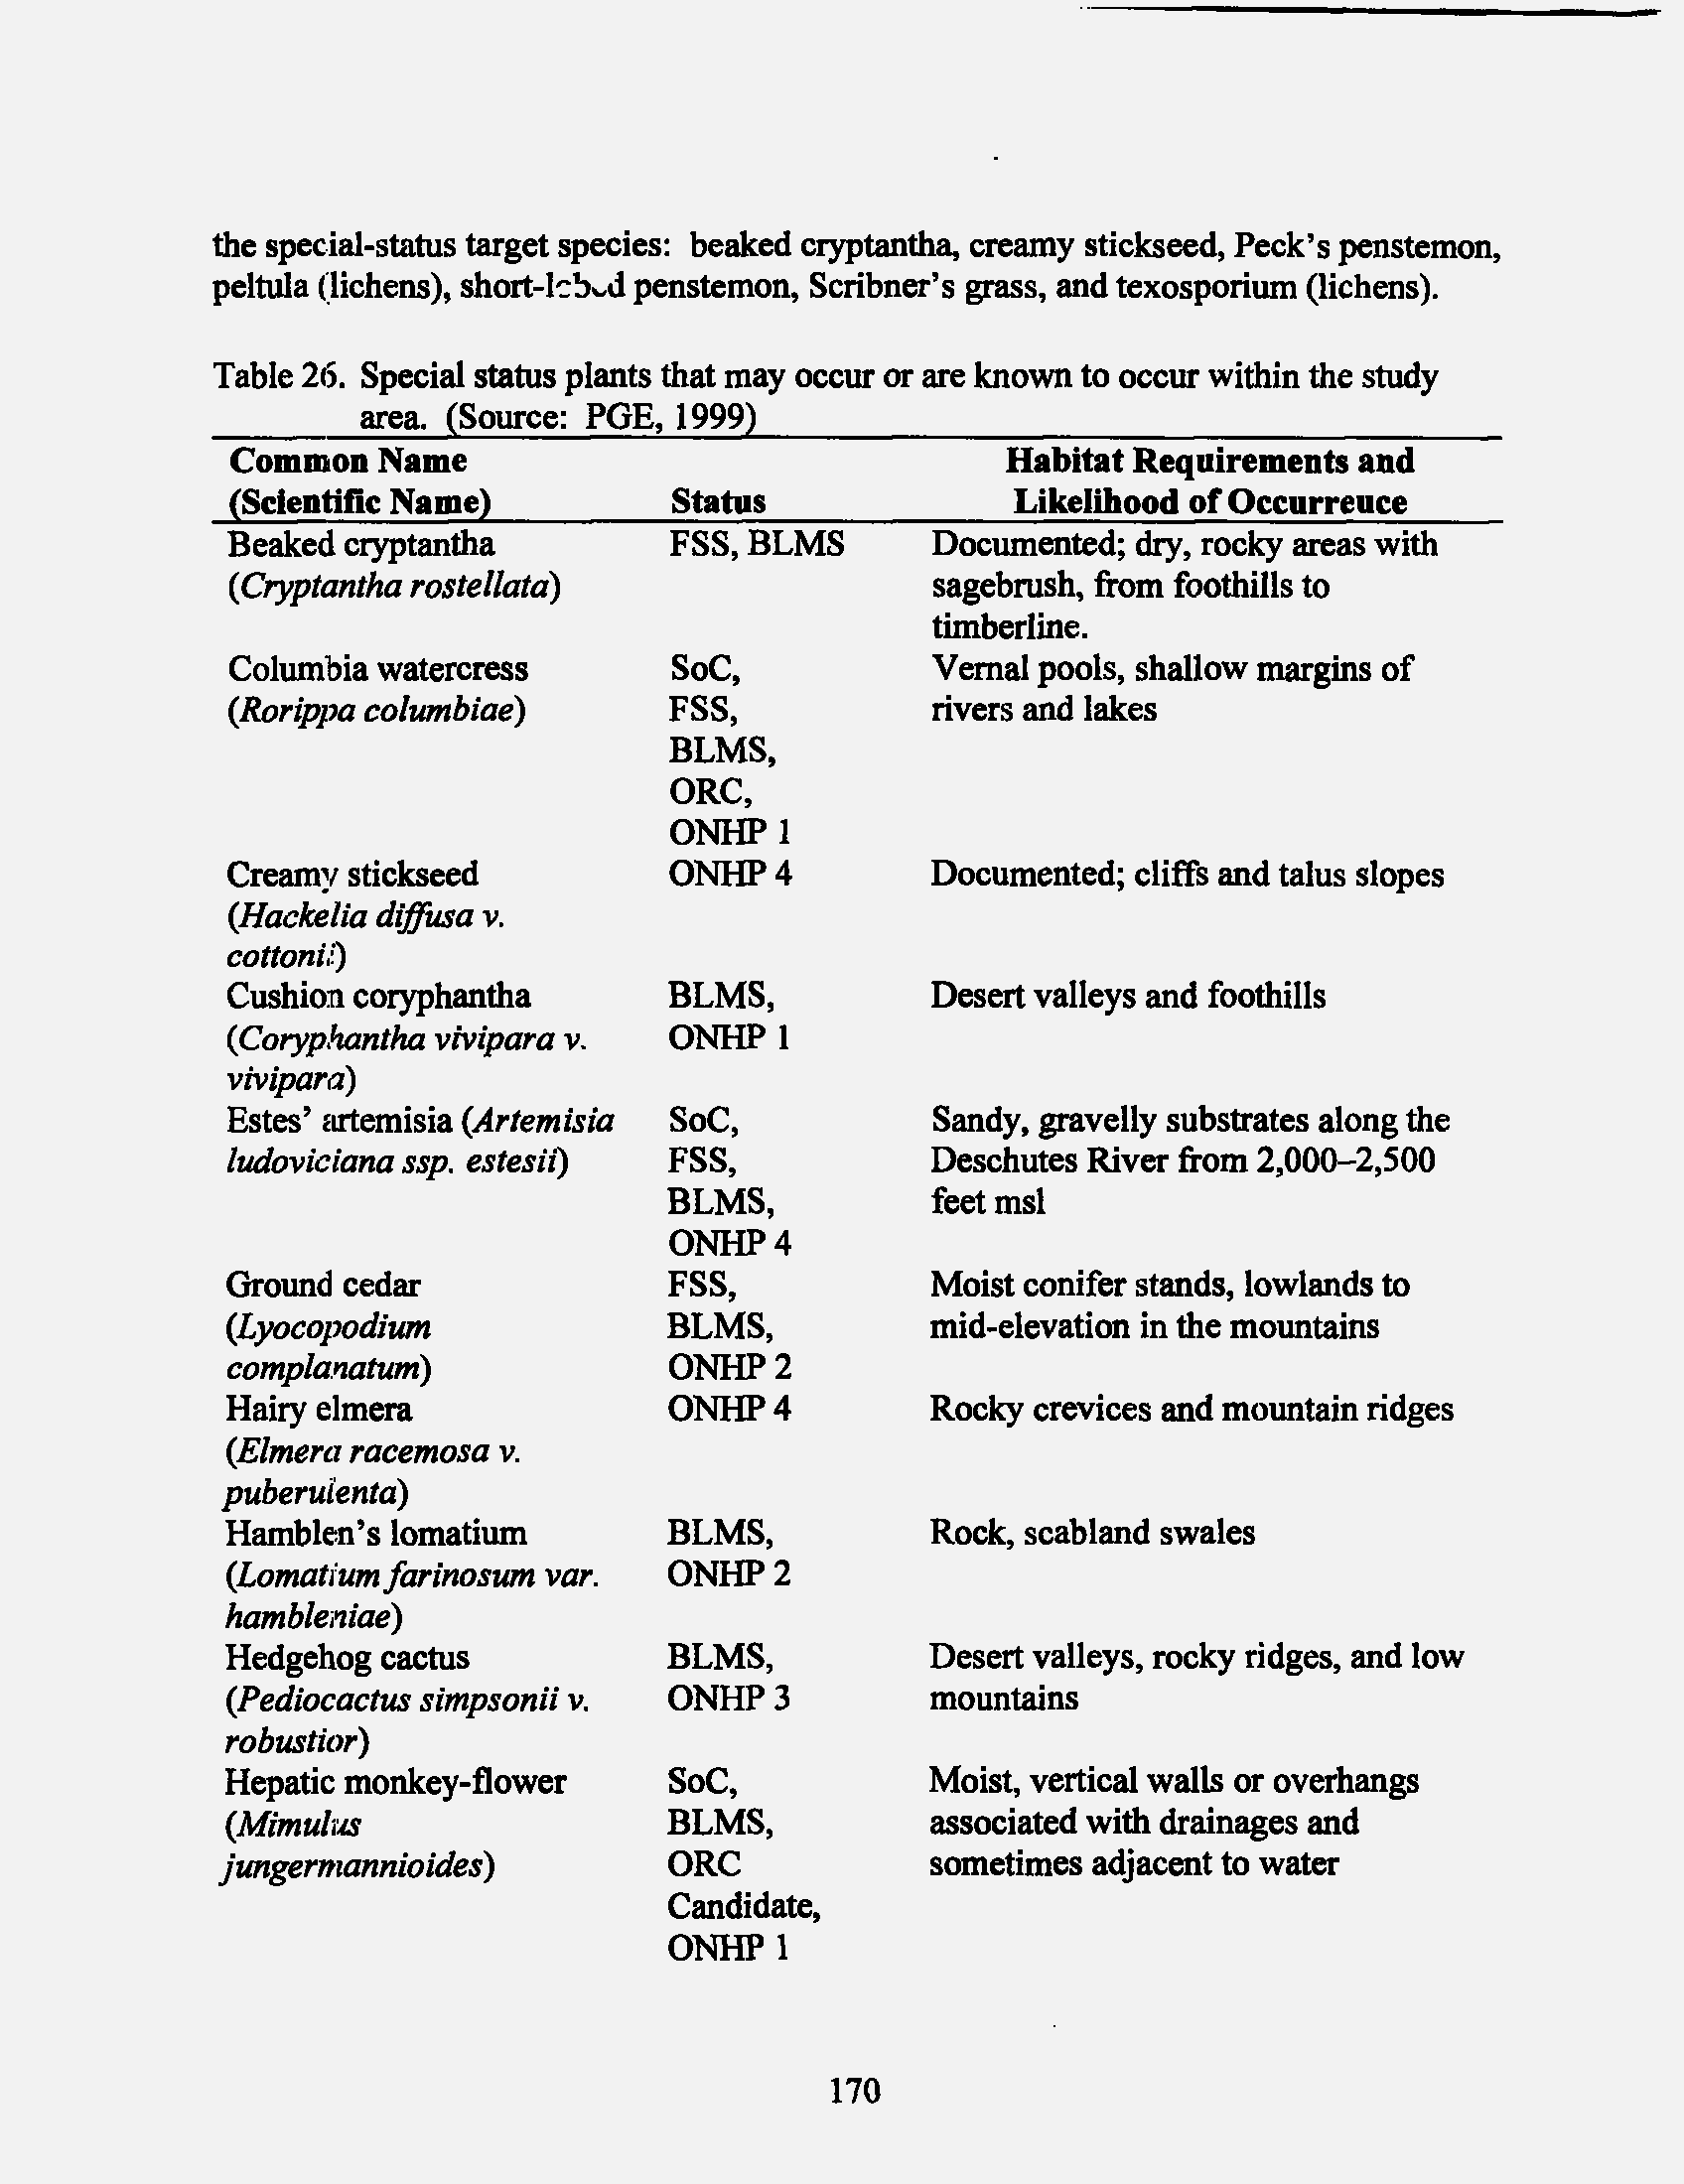 the special-status target species: beaked cryptantha, creamy stickseed, Peck's penstemon,
peltula (lichens), penstemon, Scribner's grass, and texosporium (lichens).
Table 26. Special status plants that may occur or are known to occur within the study
area. (Source: PGE, 1999)
Common Name Habitat Requirements and
(Scientific Name) Status Likelihood of Occurreuce
Beaked cryptantha FSS, BLMS Documented; dry, rocky areas with
(Cryptantha rostellata) sagebrush, from foothills to
timberline.
Columbia watercress SoC, Vernal pools, shallow margins of
(Rorippa columbiae) FSS, rivers and lakes
BLMS,
ORC,
ONHP 1
Creamy stickseed ONHP 4 Documented; cliffs and talus slopes
(Hackelia diffusa v.
cottonii)
Cushion coryphantha BLMS, Desert valleys and foothills
(Coryphantha vivipara v. ONHP 1
vivipara)
Estes' artemisia (Artemisia SoC, Sandy, gravelly substrates along the
ludoviciana ssp. estesii) FSS, Deschutes River from 2,000–2,500
BLMS, feet msl
ONHP 4
Ground cedar FSS, Moist conifer stands, lowlands to
(Lyocopodium BLMS, mid-elevation in the mountains
complanatum) ONHP 2
Hairy elmera ONHP 4 Rocky crevices and mountain ridges
(Elmera racemosa v.
puberulenta)
Hamblen's lomatium BLMS, Rock, scabland swales
(Lomatium farinosum var. ONHP 2
hambleniae)
Hedgehog cactus BLMS, Desert valleys, rocky ridges, and low
(Pediocactus simpsonii v. ONHP 3 mountains
robustior)
Hepatic monkey-flower SoC, Moist, vertical walls or overhangs
(Mimulus BLMS, associated with drainages and
jungermannioides) ORC sometimes adjacent to water
Candidate,
ONHP 1
170